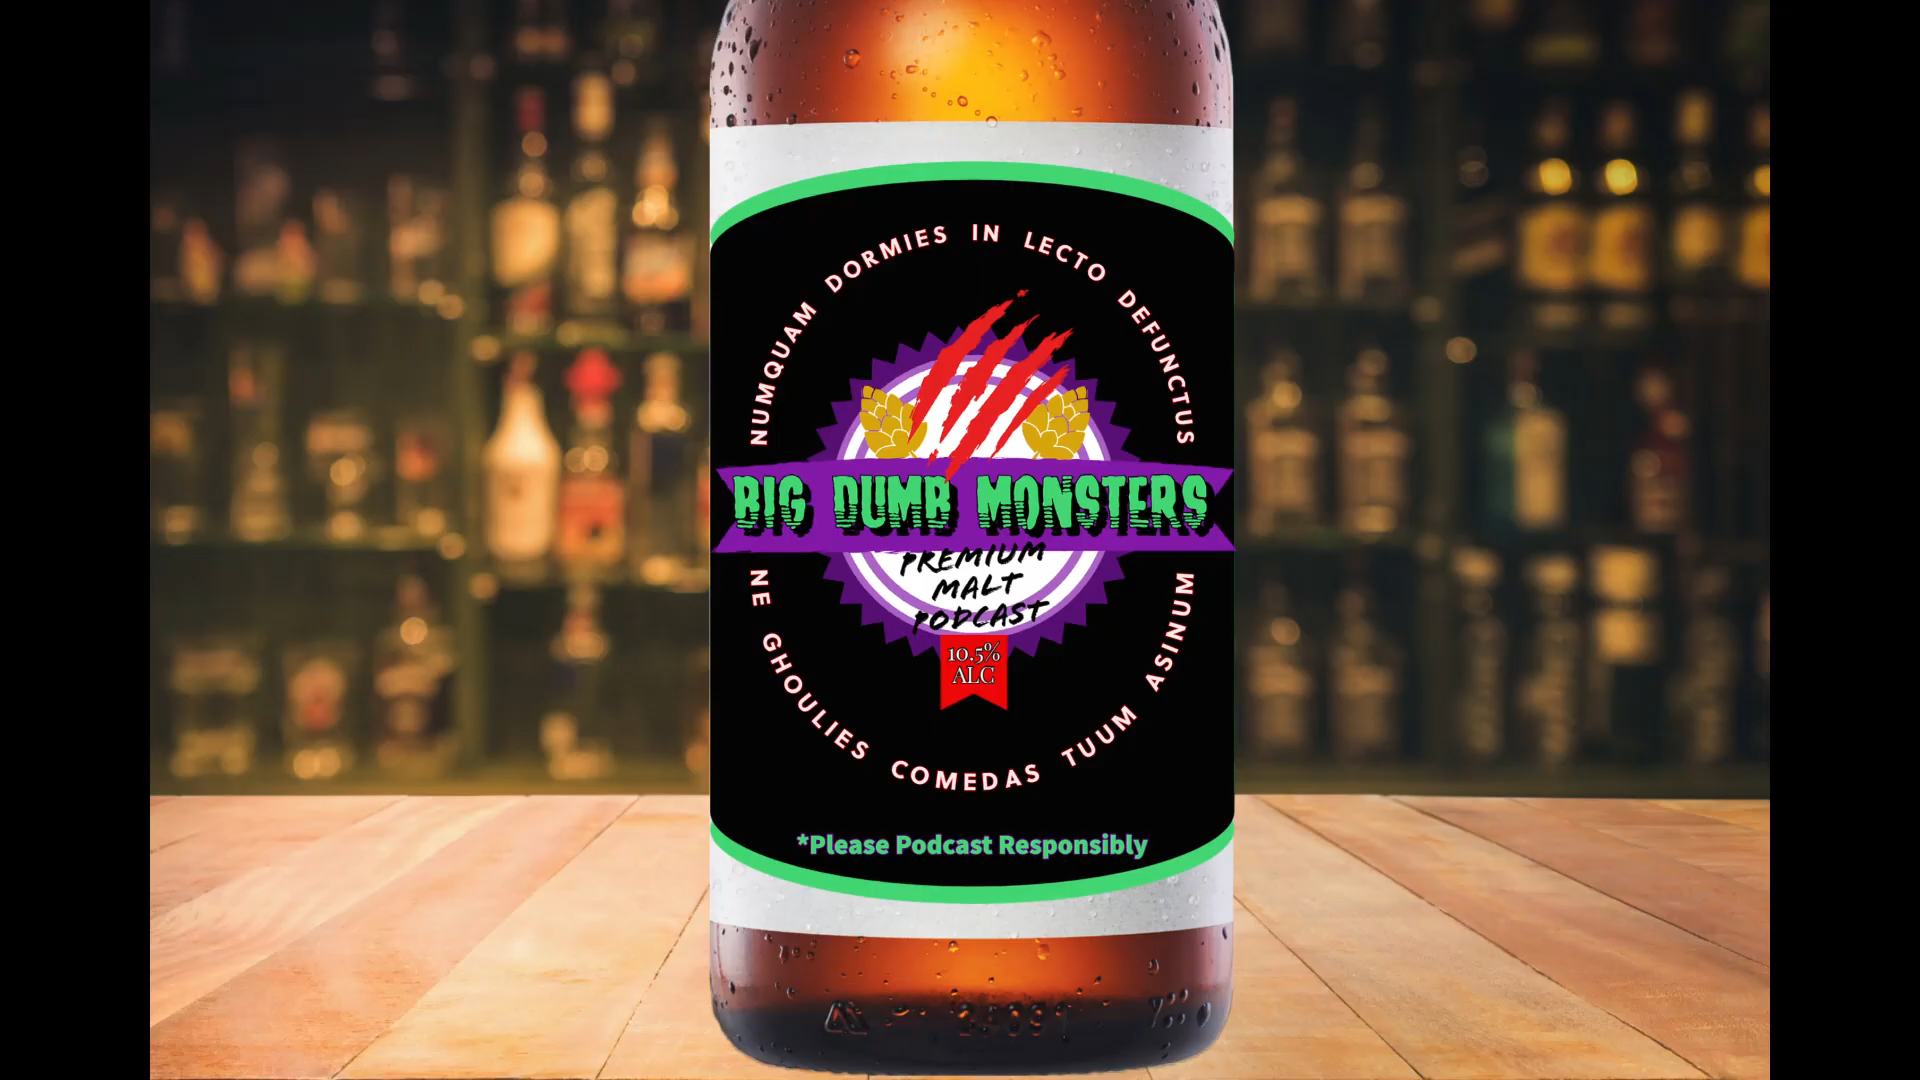 NUMQUAM DORMIES IN LECTO DEFUNCTUS
BIG DUMB MONSTERS
PREMIUM
MALT
PODCAST
10.5%
ALC
NE GHOULIES COMEDAS TUUM ASINUM
*Please Podcast Responsibly